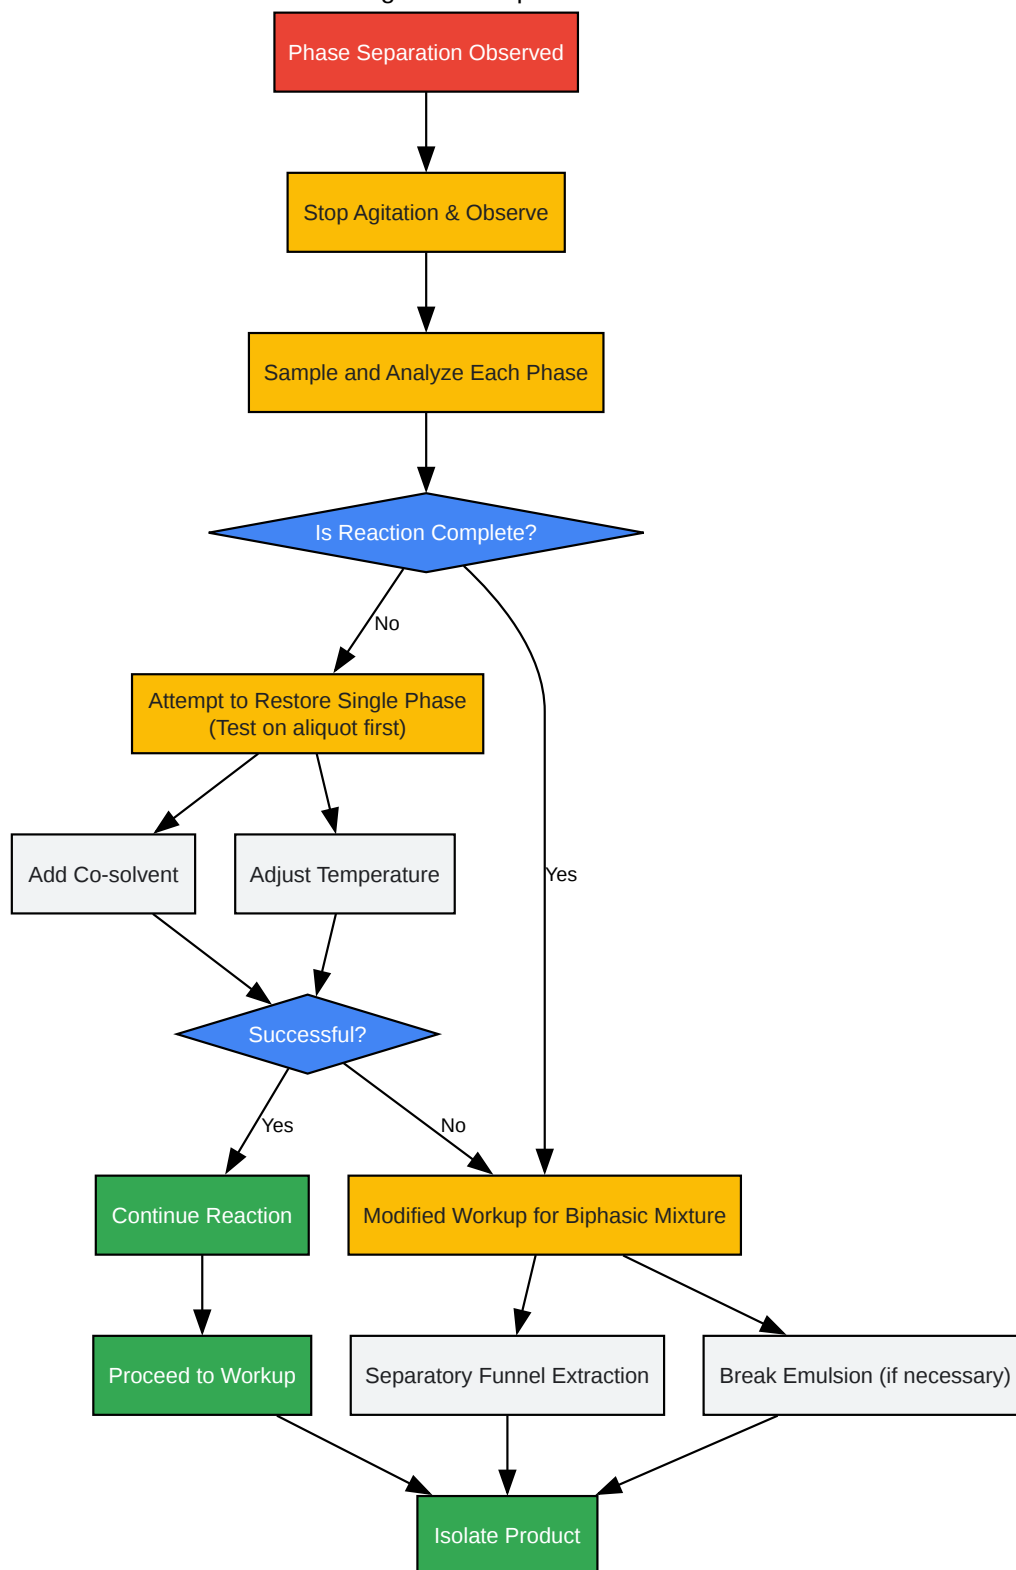 Phase Separation Observed
Stop Agitation & Observe
Sample and Analyze Each Phase
Is Reaction Complete?
No
Attempt to Restore Single Phase
(Test on aliquot first)
Add Co-solvent
Adjust Temperature
Yes
Successful?
Yes
No
Continue Reaction
Modified Workup for Biphasic Mixture
Proceed to Workup
Separatory Funnel Extraction
Break Emulsion (if necessary)
Isolate Product